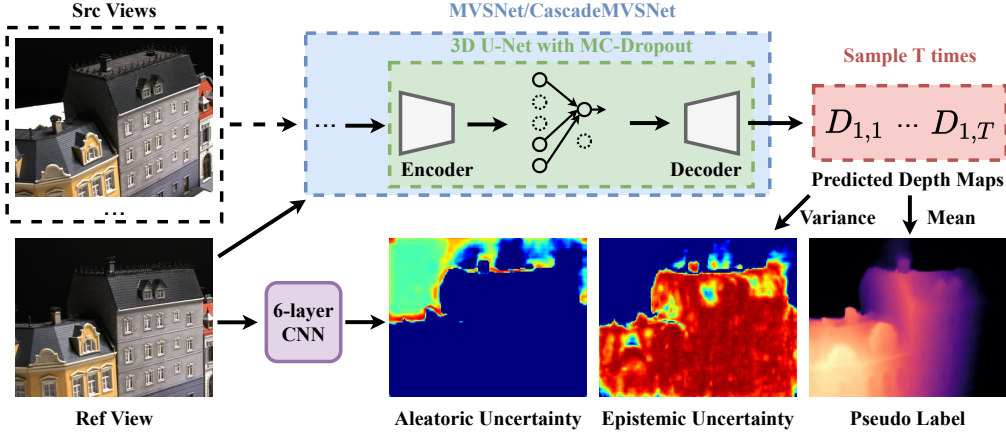 Src Views
MVSNet/CascadeMVSNet
3D U-Net with MC-Dropout
Sample T times
...
Encoder
Decoder
D_{1,1} ... D_{1,T}
Predicted Depth Maps
...
Variance
Mean
6-layer
CNN
Ref View
Aleatoric Uncertainty
Epistemic Uncertainty
Pseudo Label